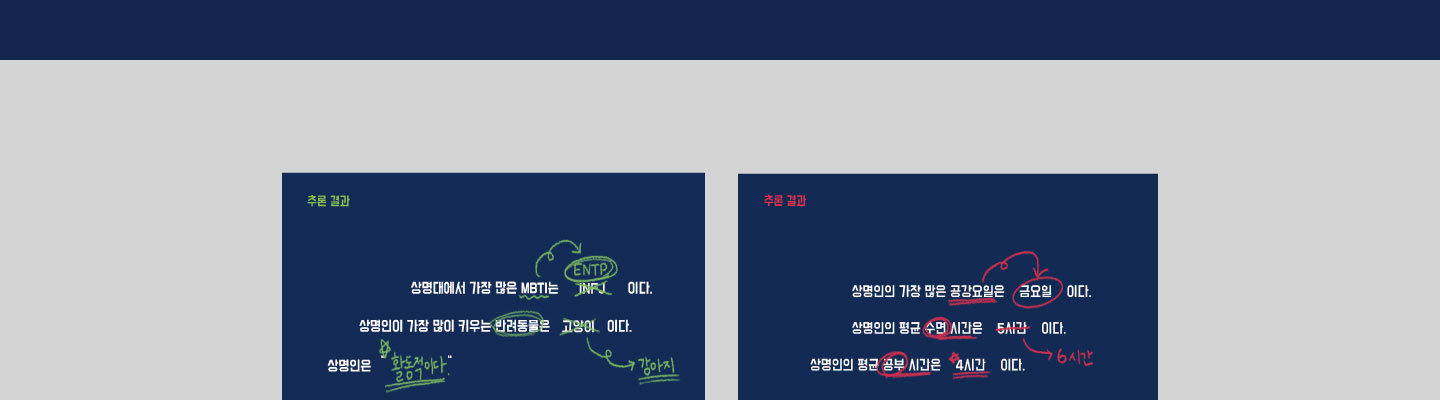 추론 결과
ENTP
상명대에서 가장 많은 MBTI는 INFJ 이다.
상명인이 가장 많이 키우는 반려동물은 고양이 이다.
강아지
상명인은 "활동적이다."
추론 결과
상명인의 가장 많은 공강요일은 금요일 이다.
상명인의 평균 수면 시간은 5시간 이다.
6시간
상명인의 평균 공부 시간은 4시간 이다.